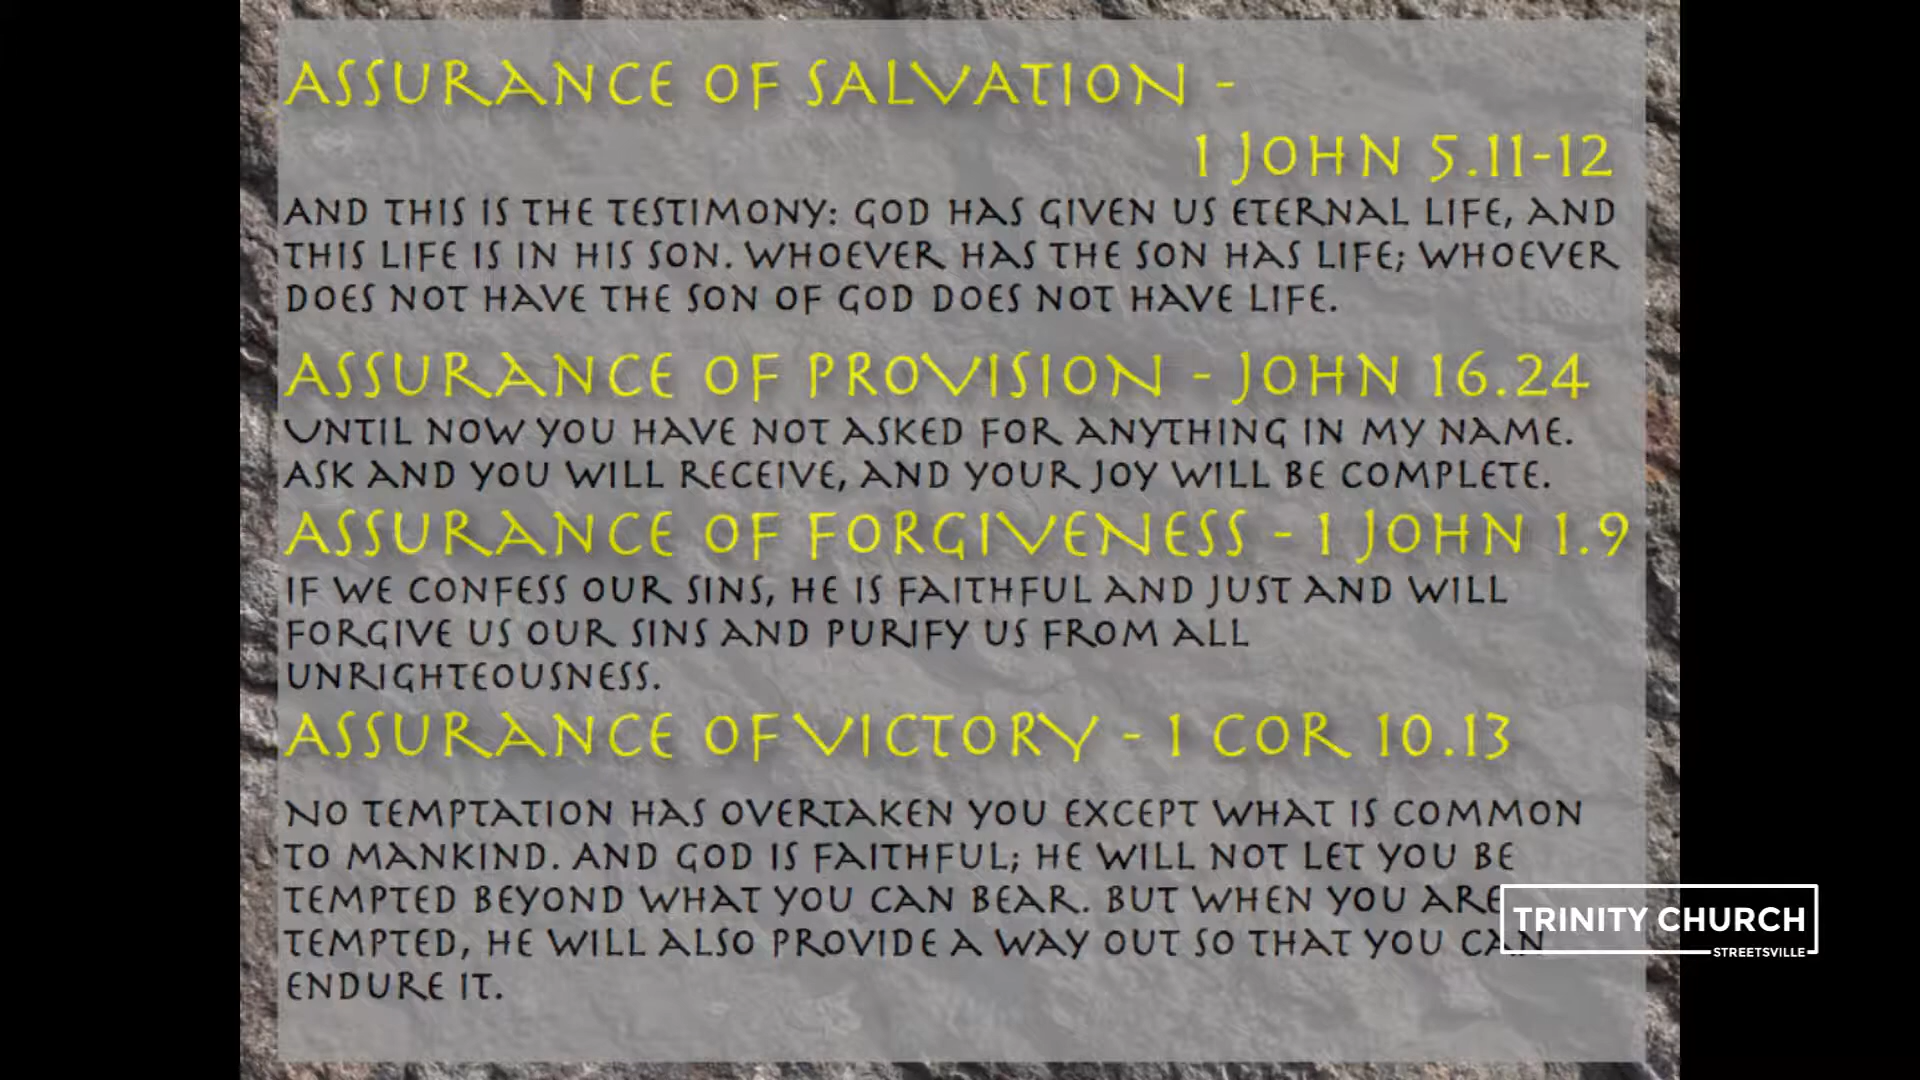 ASSURANCE OF SALVATION -
1 JOHN 5.11-12
AND THIS IS THE TESTIMONY: GOD HAS GIVEN US ETERNAL LIFE, AND
THIS LIFE IS IN HIS SON. WHOEVER HAS THE SON HAS LIFE; WHOEVER
DOES NOT HAVE THE SON OF GOD DOES NOT HAVE LIFE.
ASSURANCE OF PROVISION - JOHN 16.24
UNTIL NOW YOU HAVE NOT ASKED FOR ANYTHING IN MY NAME.
ASK AND YOU WILL RECEIVE, AND YOUR JOY WILL BE COMPLETE.
ASSURANCE OF FORGIVENESS - 1 JOHN 1.9
IF WE CONFESS OUR SINS, HE IS FAITHFUL AND JUST AND WILL
FORGIVE US OUR SINS AND PURIFY US FROM ALL
UNRIGHTEOUSNESS.
ASSURANCE OF VICTORY - 1 COR 10.13
NO TEMPTATION HAS OVERTAKEN YOU EXCEPT WHAT IS COMMON
TO MANKIND. AND GOD IS FAITHFUL; HE WILL NOT LET YOU BE
TEMPTED BEYOND WHAT YOU CAN BEAR. BUT WHEN YOU ARE
TEMPTED, HE WILL ALSO PROVIDE A WAY OUT SO THAT YOU CAN
ENDURE IT.
TRINITY CHURCH
STREETSVILLE